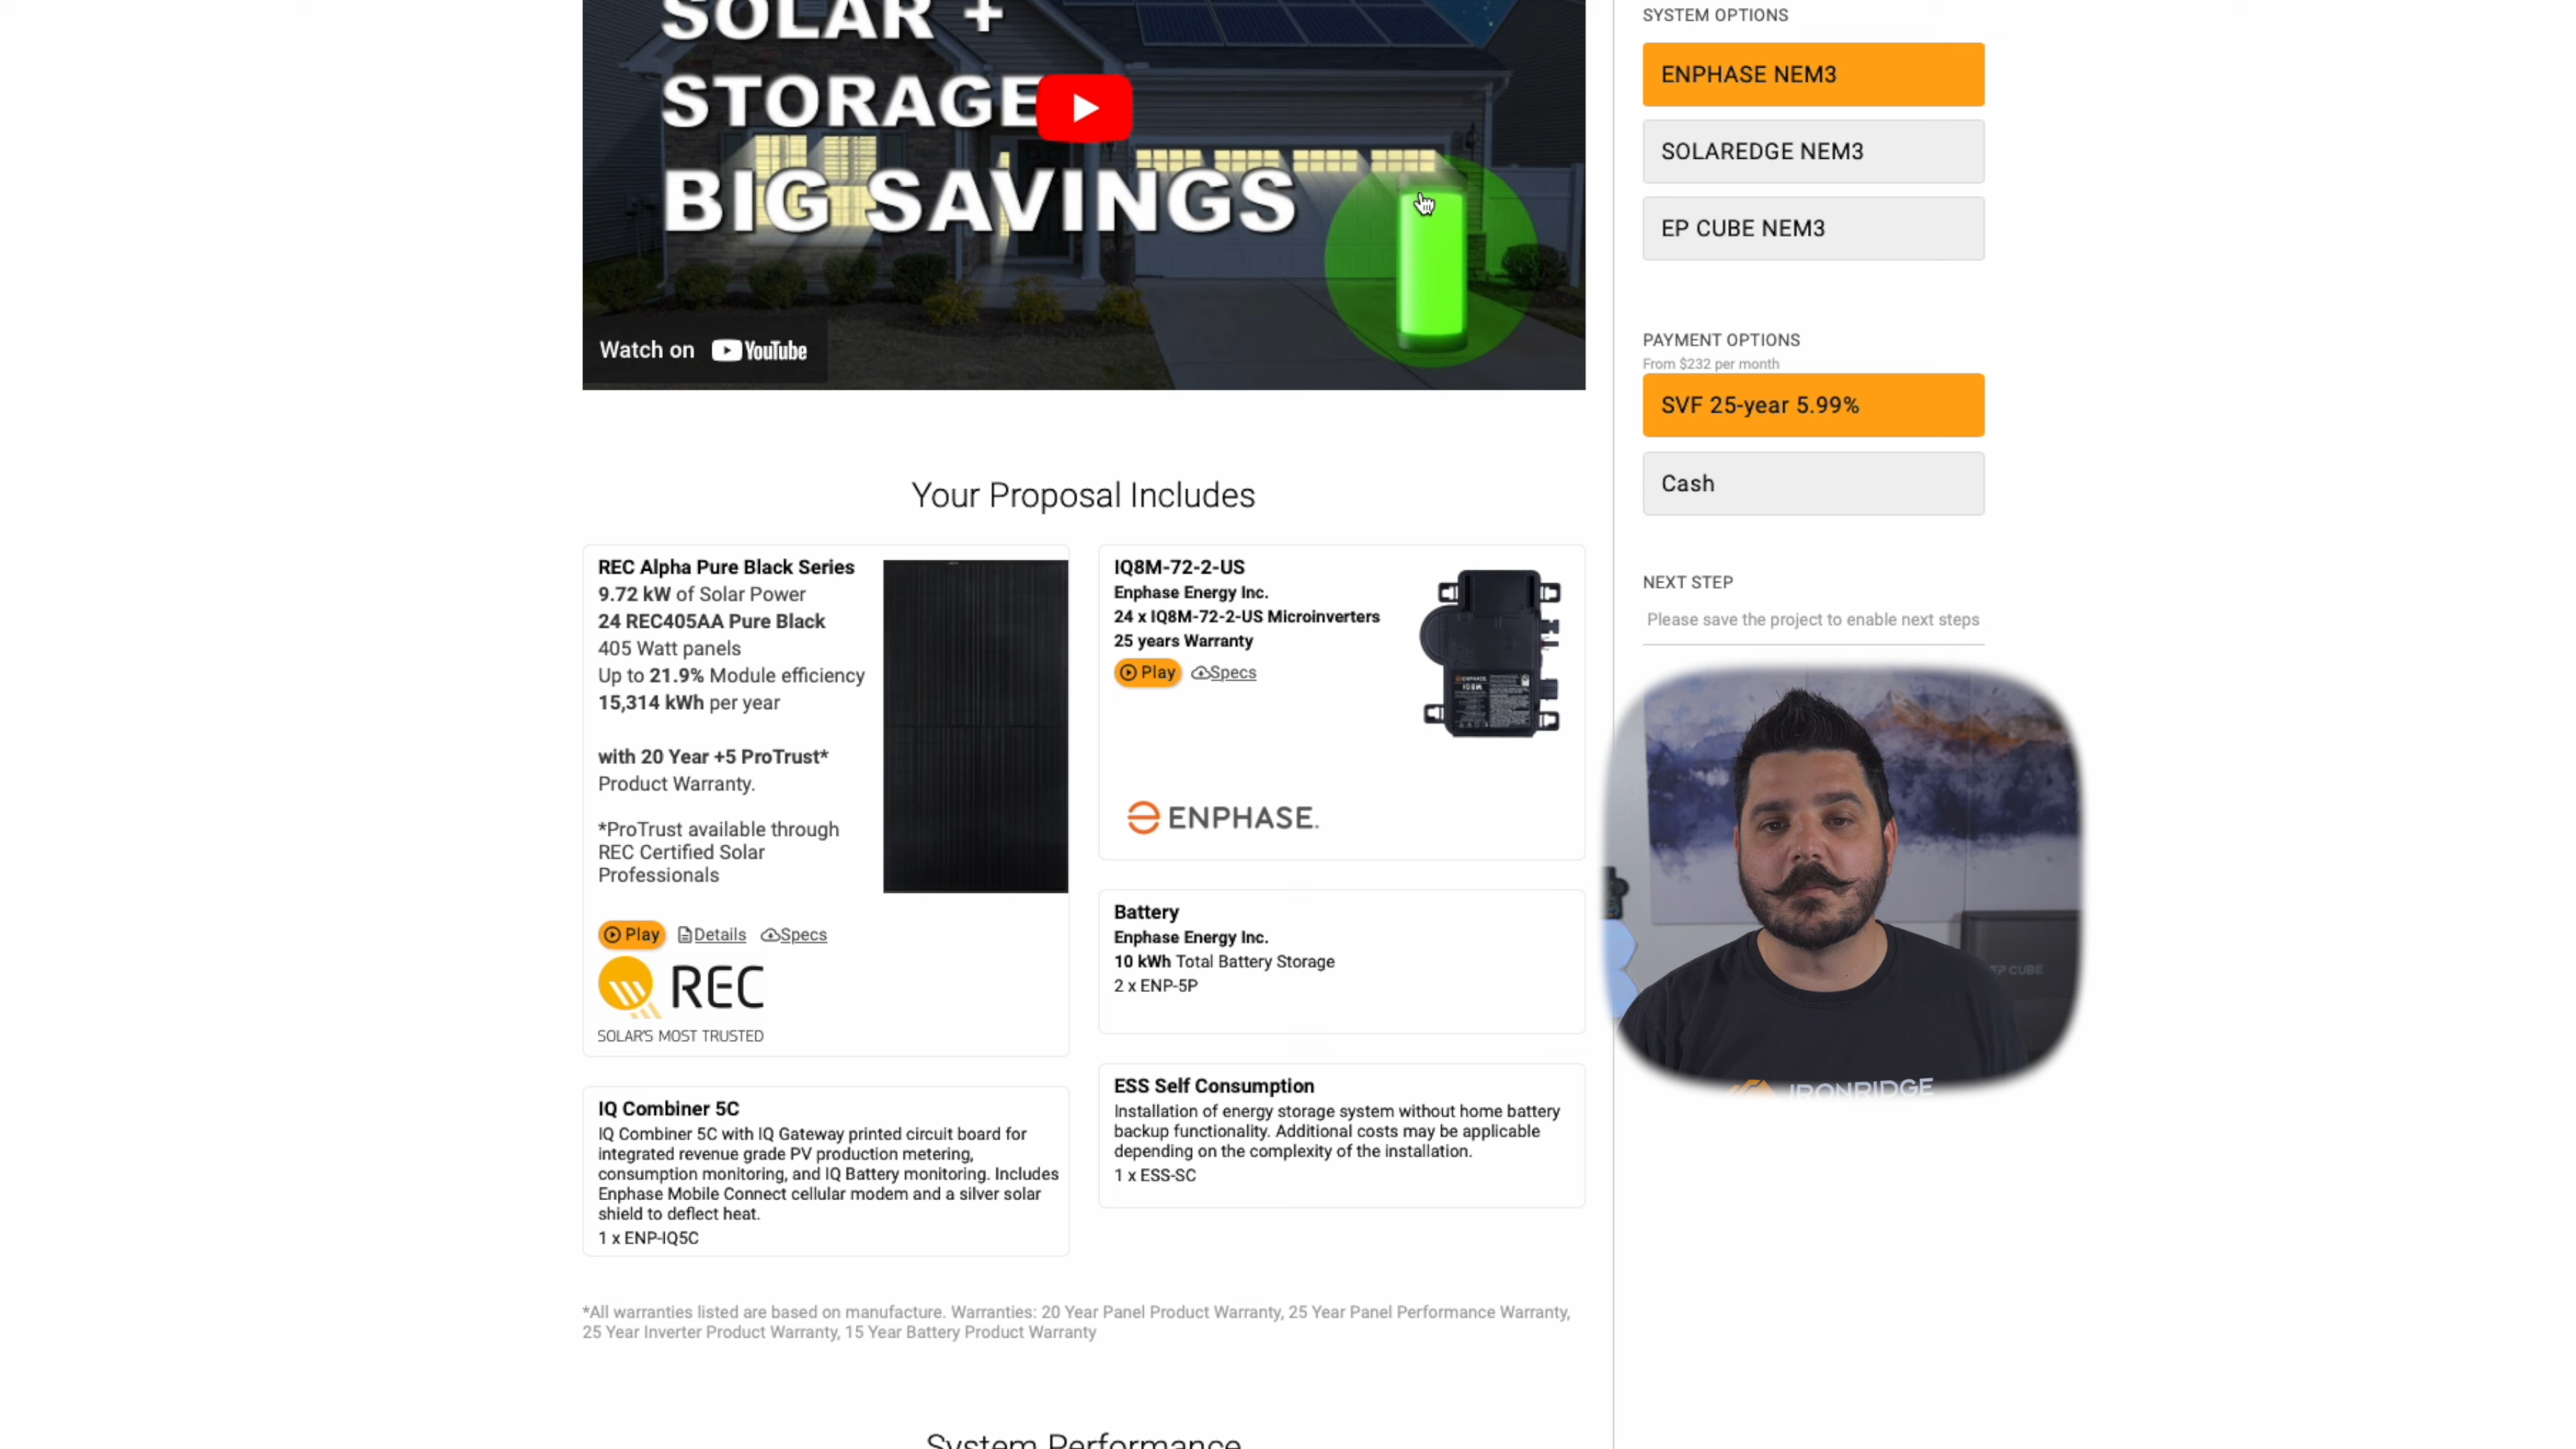 SOLAR +
STORAGE
BIG SAVINGS
Watch on YouTube
Your Proposal Includes
REC Alpha Pure Black Series
9.72 kW of Solar Power
24 REC405AA Pure Black
405 Watt panels
Up to 21.9% Module efficiency
15,314 kWh per year
with 20 Year +5 ProTrust*
Product Warranty.
*ProTrust available through
REC Certified Solar
Professionals
Play Details Specs
REC
SOLAR'S MOST TRUSTED
IQ Combiner 5C
IQ Combiner 5C with IQ Gateway printed circuit board for
integrated revenue grade PV production metering,
consumption monitoring, and IQ Battery monitoring. Includes
Enphase Mobile Connect cellular modem and a silver solar
shield to deflect heat.
1 x ENP-IQ5C
IQ8M-72-2-US
Enphase Energy Inc.
24 x IQ8M-72-2-US Microinverters
25 years Warranty
Play Specs
ENPHASE
IQ8M
ENPHASE.
Battery
Enphase Energy Inc.
10 kWh Total Battery Storage
2 x ENP-5P
ESS Self Consumption
Installation of energy storage system without home battery
backup functionality. Additional costs may be applicable
depending on the complexity of the installation.
1 x ESS-SC
*All warranties listed are based on manufacture. Warranties: 20 Year Panel Product Warranty, 25 Year Panel Performance Warranty,
25 Year Inverter Product Warranty, 15 Year Battery Product Warranty
System Performance
SYSTEM OPTIONS
ENPHASE NEM3
SOLAREDGE NEM3
EP CUBE NEM3
PAYMENT OPTIONS
From $232 per month
SVF 25-year 5.99%
Cash
NEXT STEP
Please save the project to enable next steps
EP CUBE
IRONRIDGE